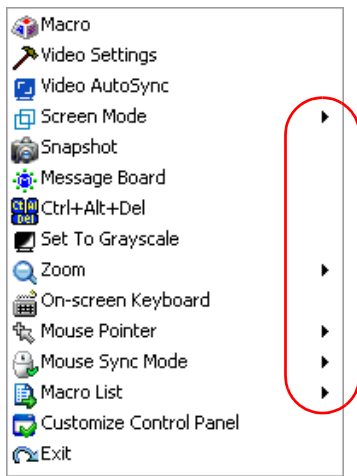 Macro
Video Settings
Video AutoSync
Screen Mode
Snapshot
Message Board
Ctrl+Alt+Del
Set To Grayscale
Zoom
On-screen Keyboard
Mouse Pointer
Mouse Sync Mode
Macro List
Customize Control Panel
Exit